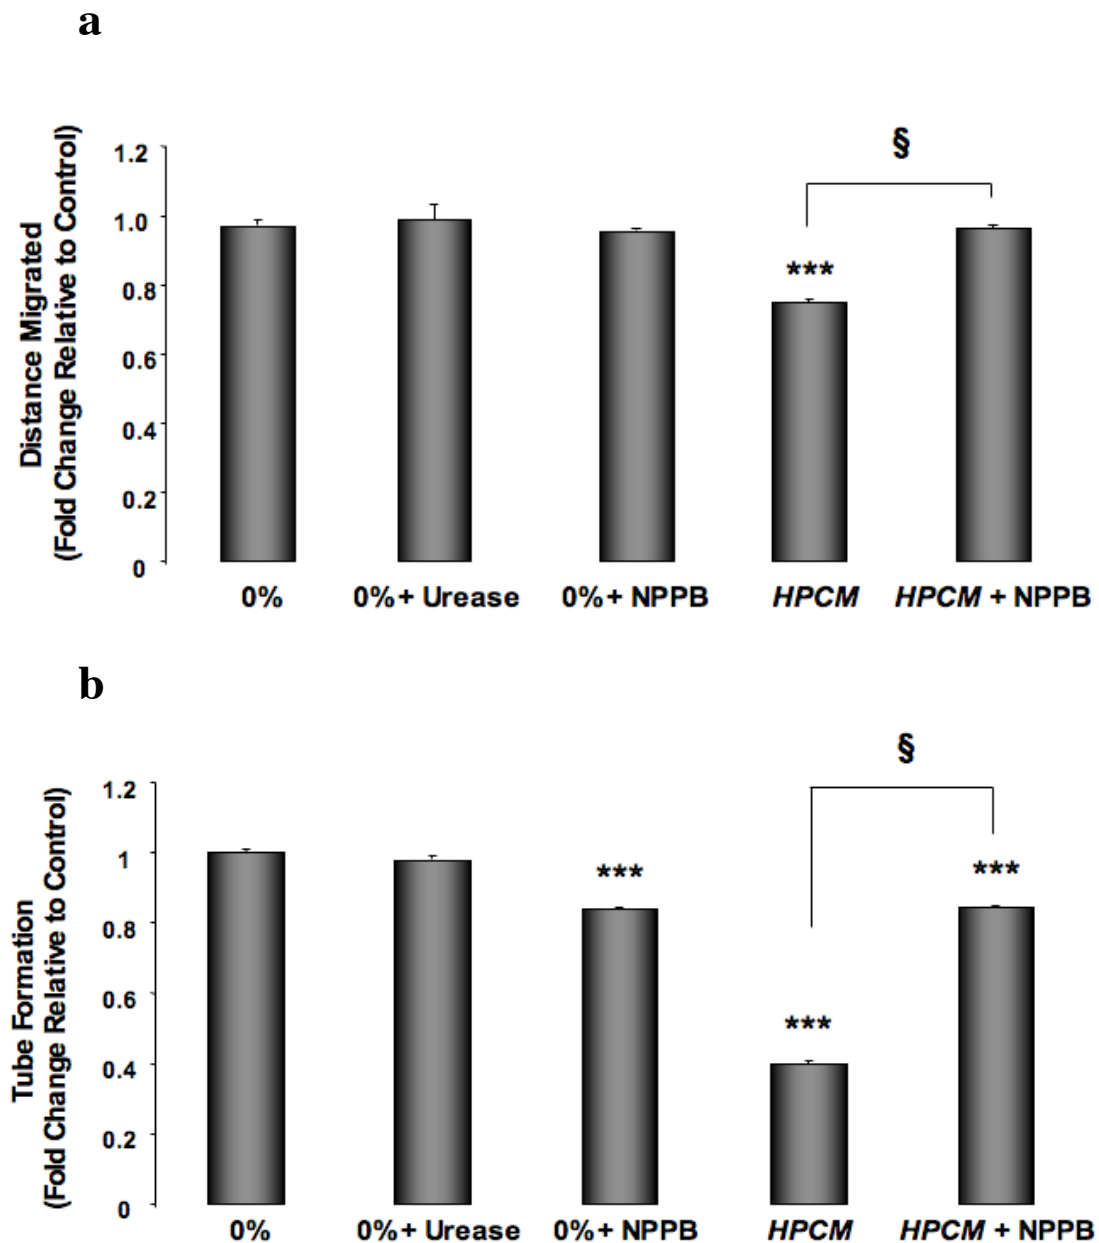 a
Distance Migrated
(Fold Change Relative to Control)
1.2
1.0
0.8
0.6
0.4
0.2
0
§
***
0%
0%+ Urease
0%+ NPPB
HPCM
HPCM + NPPB
b
Tube Formation
(Fold Change Relative to Control)
1.2
1
0.8
0.6
0.4
0.2
0
§
***
***
***
0%
0%+ Urease
0%+ NPPB
HPCM
HPCM + NPPB